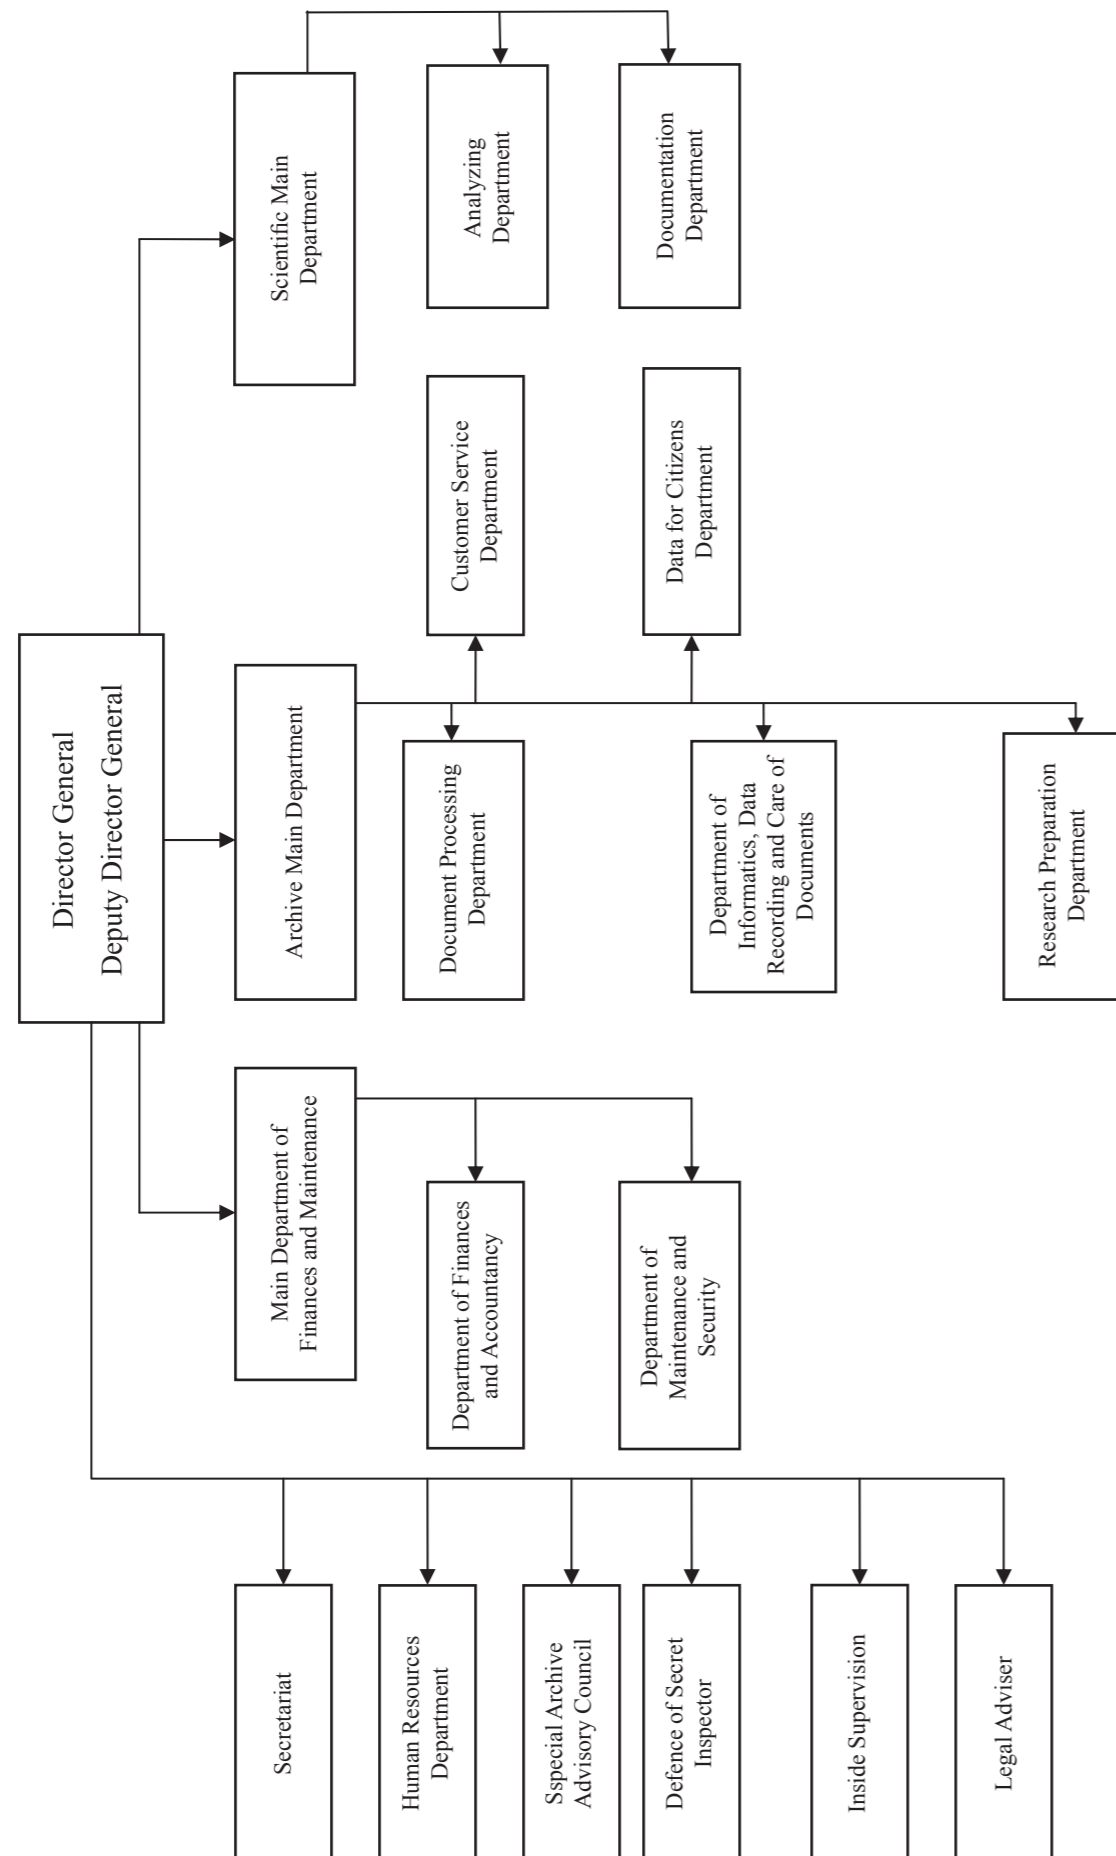 Director General
Deputy Director General
Secretariat
Human Resources
Department
Sspecial Archive
Advisory Council
Defence of Secret
Inspector
Inside Supervision
Legal Adviser
Main Department of
Finances and Maintenance
Department of Finances
and Accountancy
Department of
Maintenance and
Security
Archive Main Department
Document Processing
Department
Department of
Informatics, Data
Recording and Care of
Documents
Research Preparation
Department
Customer Service
Department
Data for Citizens
Department
Scientific Main
Department
Analyzing
Department
Documentation
Department